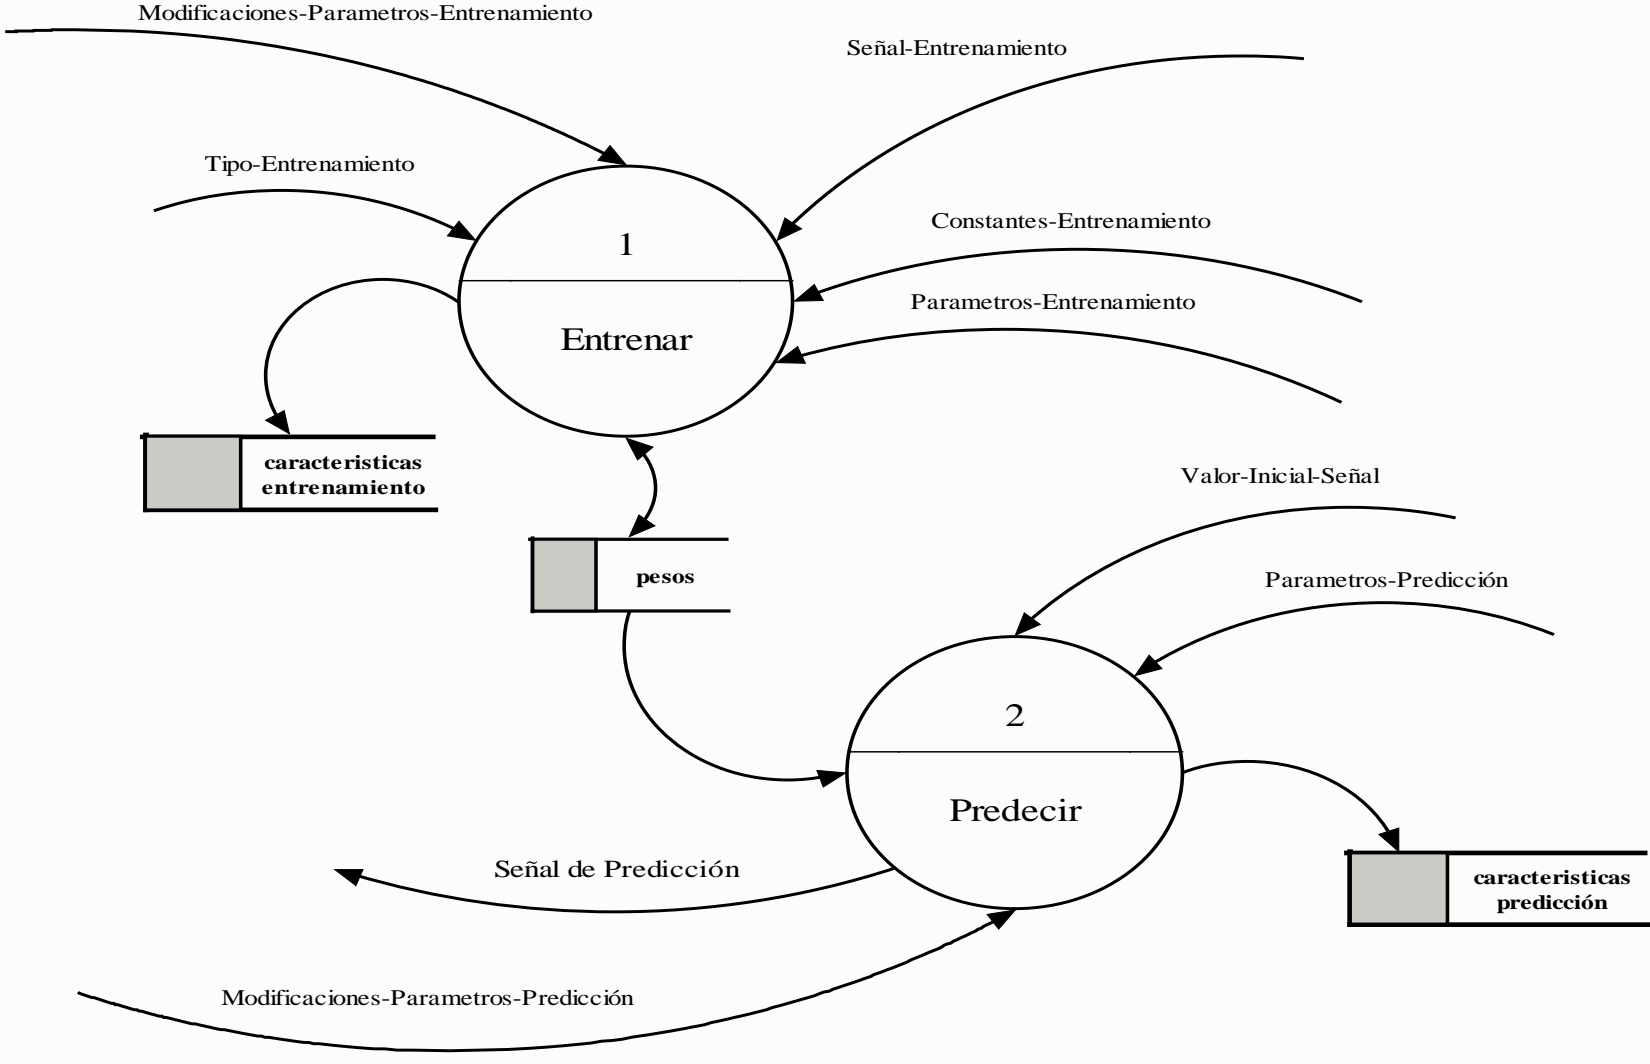 Modificaciones-Parametros-Entrenamiento
Señal-Entrenamiento
Tipo-Entrenamiento
Constantes-Entrenamiento
1
Parametros-Entrenamiento
Entrenar
caracteristicas
entrenamiento
Valor-Inicial-Señal
pesos
Parametros-Predicción
2
Predecir
Señal de Predicción
caracteristicas
predicción
Modificaciones-Parametros-Predicción